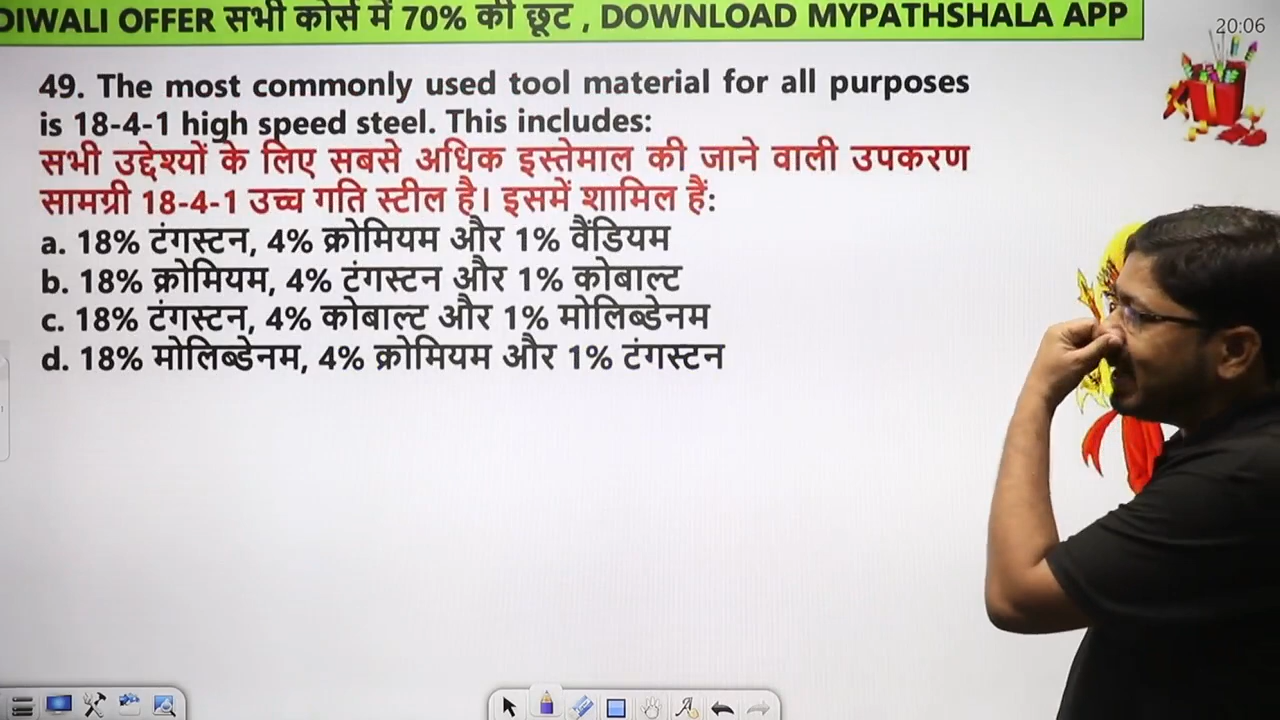 DIWALI OFFER सभी कोर्स में 70% की छूट , DOWNLOAD MYPATHSHALA APP
20:06
49. The most commonly used tool material for all purposes
is 18-4-1 high speed steel. This includes:
सभी उद्देश्यों के लिए सबसे अधिक इस्तेमाल की जाने वाली उपकरण
सामग्री 18-4-1 उच्च गति स्टील है। इसमें शामिल हैं:
a. 18% टंगस्टन, 4% क्रोमियम और 1% वैंडियम
b. 18% क्रोमियम, 4% टंगस्टन और 1% कोबाल्ट
c. 18% टंगस्टन, 4% कोबाल्ट और 1% मोलिब्डेनम
d. 18% मोलिब्डेनम, 4% क्रोमियम और 1% टंगस्टन